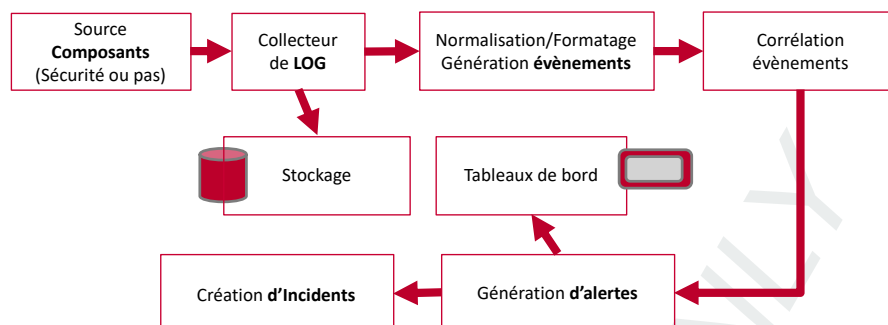 Source
Composants
(Sécurité ou pas)
Collecteur
de LOG
Normalisation/Formatage
Génération évènements
Corrélation
évènements
Stockage
Tableaux de bord
Création d'Incidents
Génération d'alertes
NLY